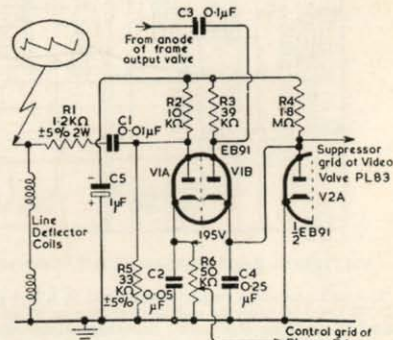 C3 0·1µF
From anode
of frame
output valve
R1
1·2KΩ
±5% 2W
C1
0·01µF
R2
10
KΩ
R3
39
KΩ
R4
1·8
MΩ
EB91
V1A
V1B
Suppressor
grid of Video
Valve PL83
V2A
½
EB91
C5
1µF
Line
Deflector
Coils
195V
R5
33
KΩ
±5%
C2
0·05
µF
R6
50
KΩ
C4
0·25
µF
Control grid of